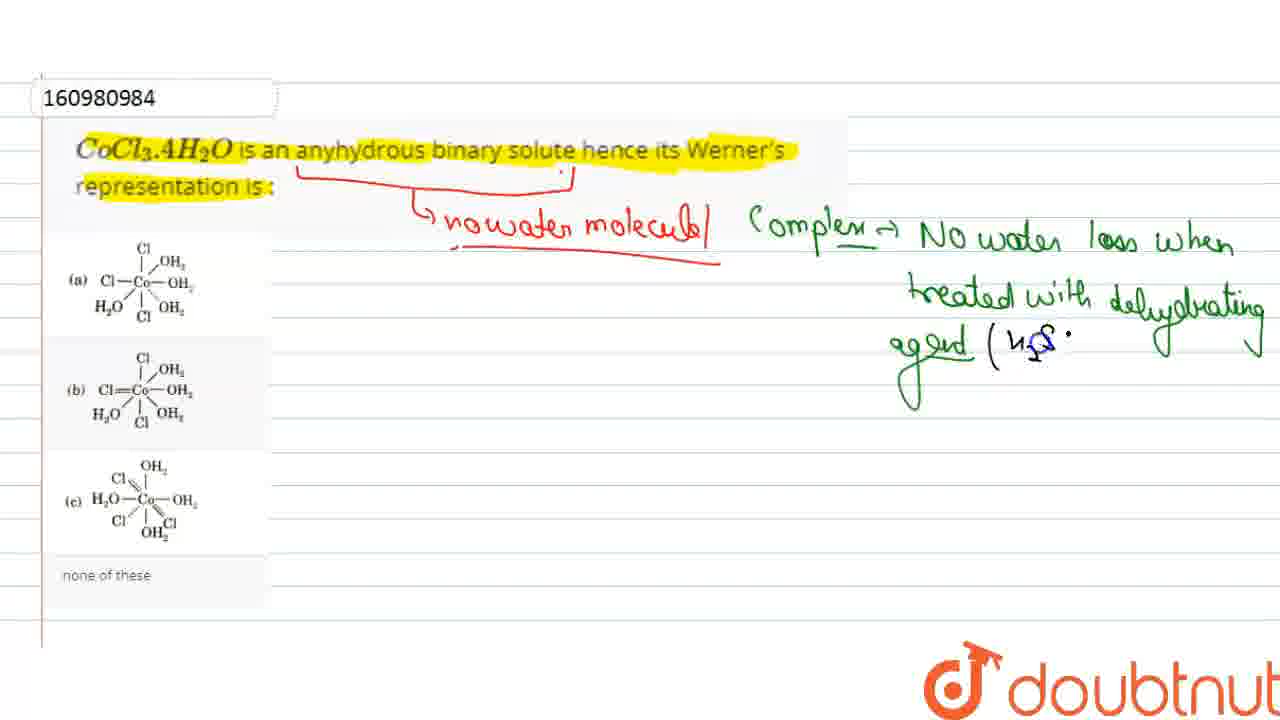 160980984
CoCl₃.4H₂O is an anyhydrous binary solute hence its Werner's
representation is :
no water molecule
Complex → No water loss when
treated with dehydrating
agent (H₂S
(a) Cl OH₂ Cl Co OH₂ H₂O OH₂ Cl
(b) Cl OH₂ Cl Co OH₂ H₂O OH₂ Cl
(c) OH₂ Cl H₂O Co OH₂ Cl Cl OH₂
none of these
doubtnut